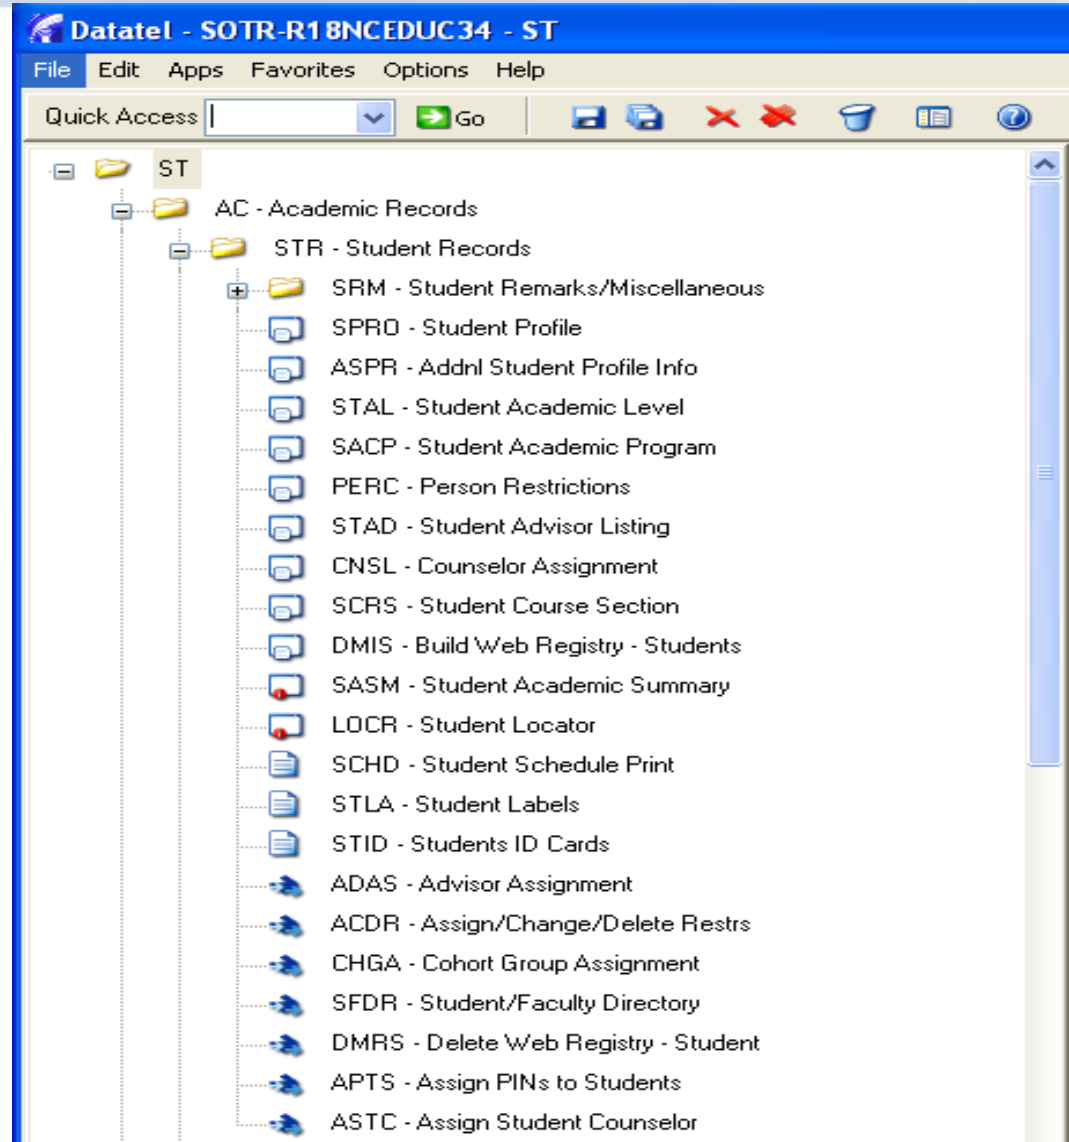 Datatel - SOTR-R18NCEDUC34 - ST
File Edit Apps Favorites Options Help
Quick Access Go
ST
AC - Academic Records
STR - Student Records
SRM - Student Remarks/Miscellaneous
SPRO - Student Profile
ASPR - Addnl Student Profile Info
STAL - Student Academic Level
SACP - Student Academic Program
PERC - Person Restrictions
STAD - Student Advisor Listing
CNSL - Counselor Assignment
SCRS - Student Course Section
DMIS - Build Web Registry - Students
SASM - Student Academic Summary
LOCR - Student Locator
SCHD - Student Schedule Print
STLA - Student Labels
STID - Students ID Cards
ADAS - Advisor Assignment
ACDR - Assign/Change/Delete Restrs
CHGA - Cohort Group Assignment
SFDR - Student/Faculty Directory
DMRS - Delete Web Registry - Student
APTS - Assign PINs to Students
ASTC - Assign Student Counselor